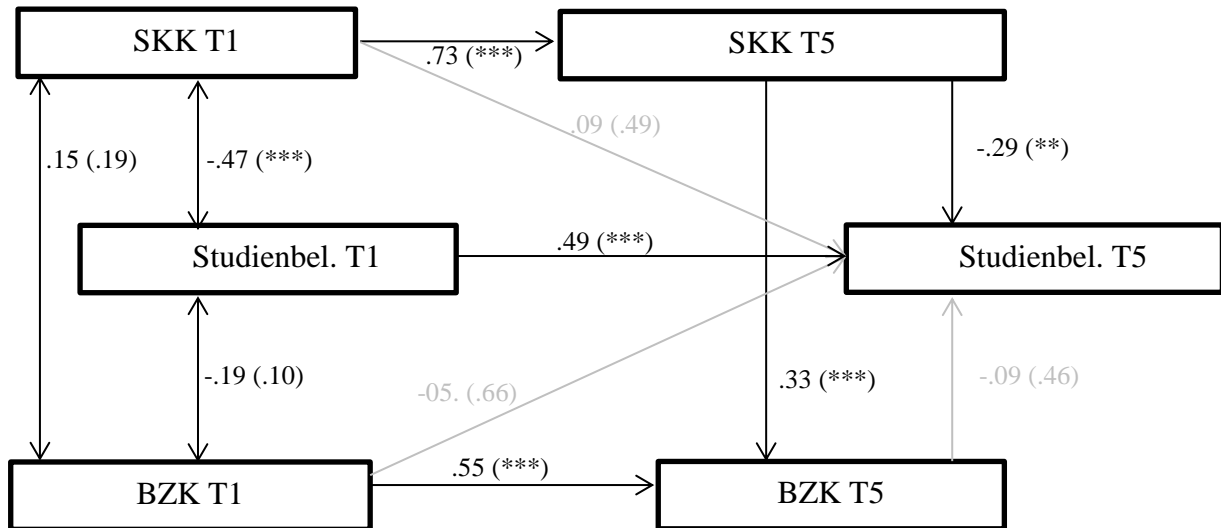 SKK T1
SKK T5
.73 (***)
.09 (.49)
.15 (.19)
-.47 (***)
-.29 (**)
Studienbel. T1
.49 (***)
Studienbel. T5
-.19 (.10)
-05. (.66)
.33 (***)
-.09 (.46)
BZK T1
.55 (***)
BZK T5